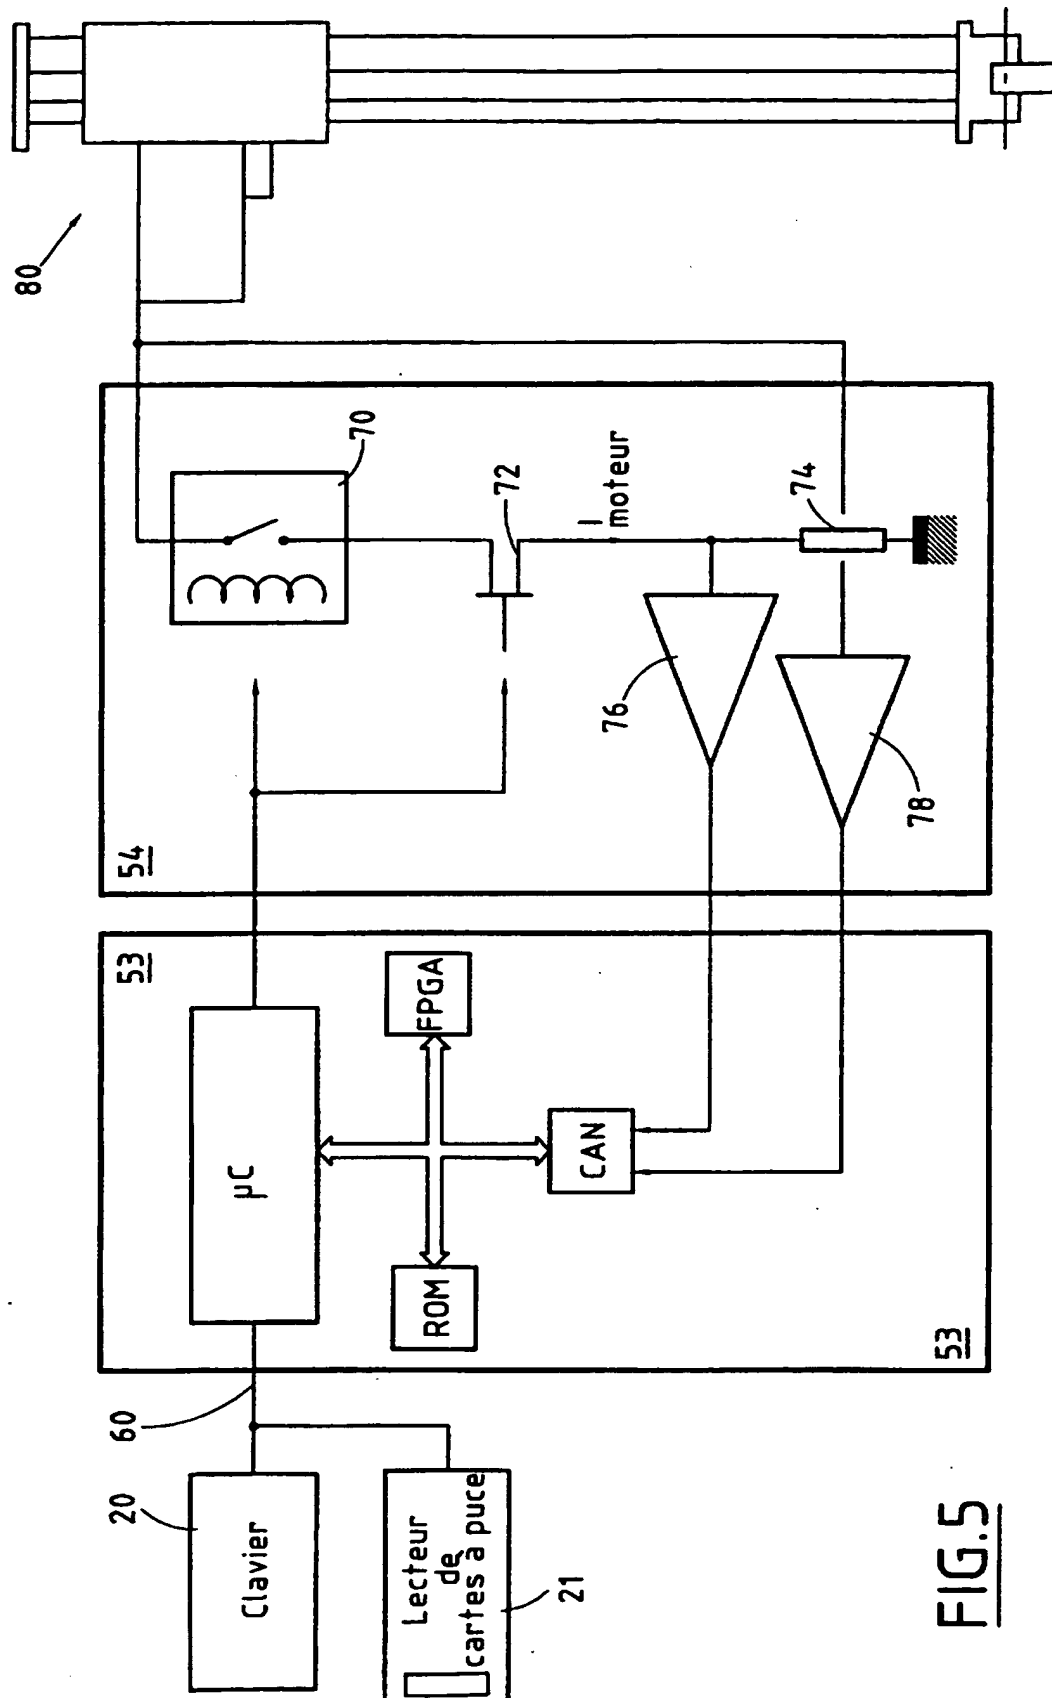 20
Clavier
Lecteur
de
cartes à puce
21
60
53
µC
ROM
FPGA
CAN
53
54
70
72
I
moteur
74
76
78
80
FIG.5